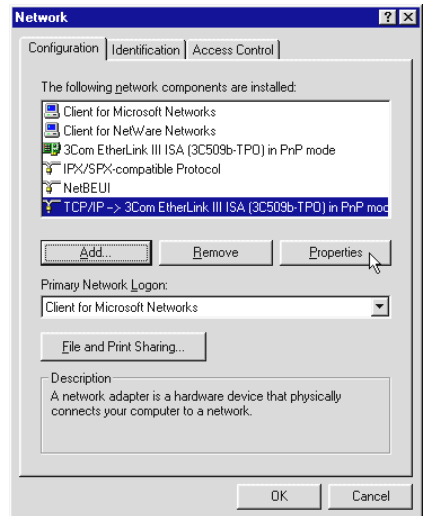 Network
Configuration Identification Access Control
The following network components are installed:
Client for Microsoft Networks
Client for NetWare Networks
3Com EtherLink III ISA (3C509b-TPO) in PnP mode
IPX/SPX-compatible Protocol
NetBEUI
TCP/IP -> 3Com EtherLink III ISA (3C509b-TPO) in PnP moc
Add... Remove Properties
Primary Network Logon:
Client for Microsoft Networks
File and Print Sharing...
Description
A network adapter is a hardware device that physically
connects your computer to a network.
OK Cancel